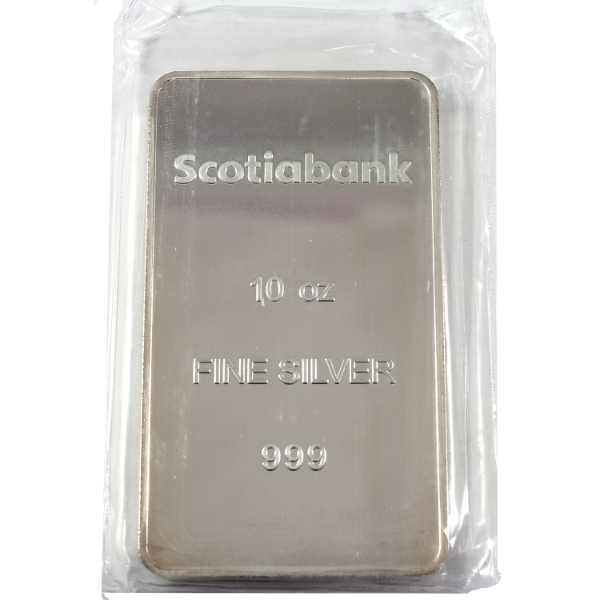 Scotiabank
10 oz
FINE SILVER
999